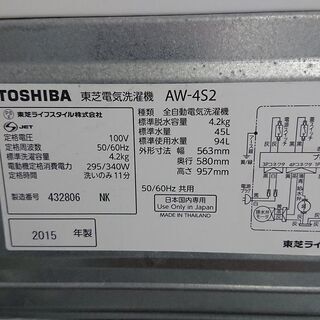 TOSHIBA 東芝電気洗濯機 AW-4S2
東芝ライフスタイル株式会社
JET
定格電圧 100V
定格周波数 50/60Hz
標準洗濯容量 4.2kg
電動機定格消費電力 295/340W
定格時間 洗いのみ11分
製造番号 432806 NK
2015 年製
種類 全自動電気洗濯機
標準脱水容量 4.2kg
標準水量 45L
標準使用水量 94L
外形寸法 幅 563mm
奥行 580mm
高さ 957mm
50/60Hz 共用
日本国内専用
Use Only in Japan
MADE IN THAILAND
東芝ライフ